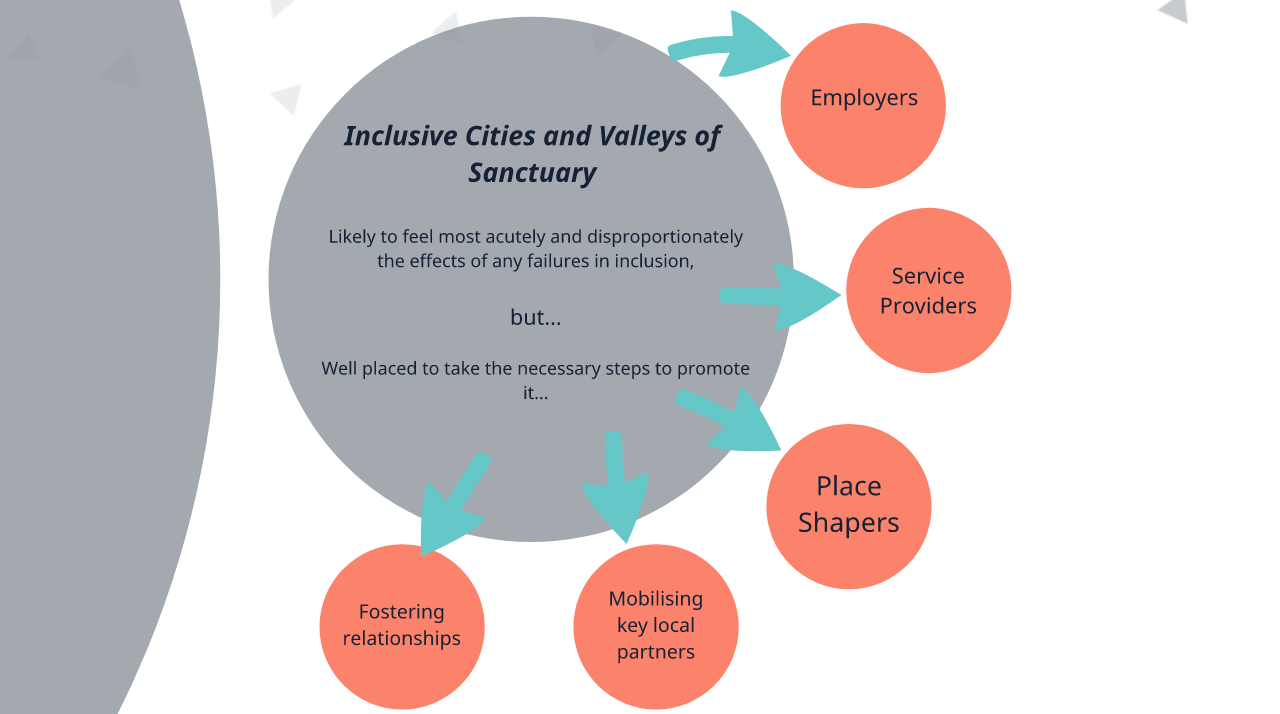 Inclusive Cities and Valleys of
Sanctuary
Likely to feel most acutely and disproportionately
the effects of any failures in inclusion,
but...
Well placed to take the necessary steps to promote
it...
Employers
Service
Providers
Place
Shapers
Mobilising
key local
partners
Fostering
relationships